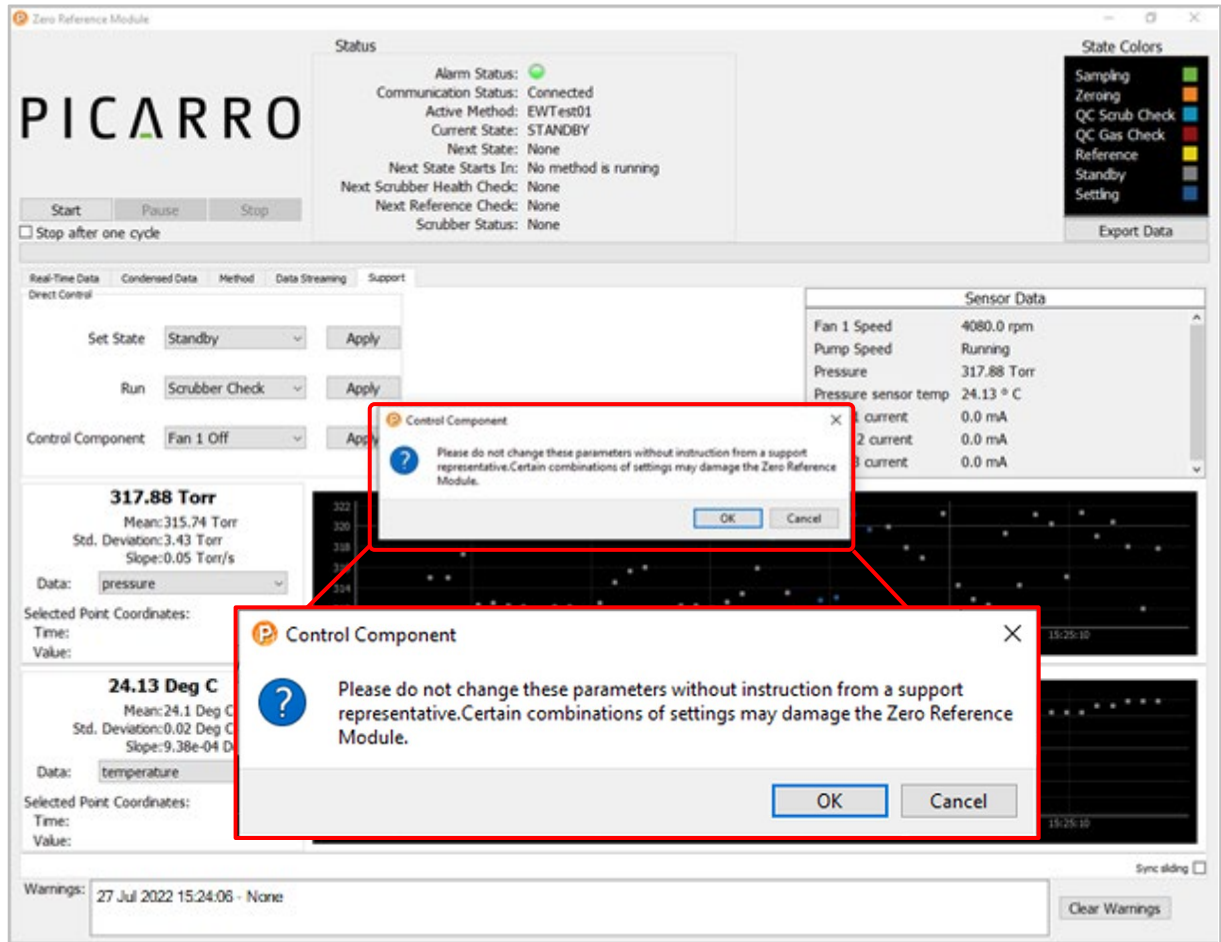 Zero Reference Module
PICARRO
Start Pause Stop
Stop after one cycle
Status
Alarm Status:
Communication Status: Connected
Active Method: EWTest01
Current State: STANDBY
Next State: None
Next State Starts In: No method is running
Next Scrubber Health Check: None
Next Reference Check: None
Scrubber Status: None
State Colors
Sampling
Zeroing
QC Scrub Check
QC Gas Check
Reference
Standby
Settling
Export Data
Real-Time Data Condensed Data Method Data Streaming Support
Direct Control
Set State Standby Apply
Run Scrubber Check Apply
Control Component Fan 1 Off Apply
Sensor Data
Fan 1 Speed 4080.0 rpm
Pump Speed Running
Pressure 317.88 Torr
Pressure sensor temp 24.13 ° C
1 current 0.0 mA
2 current 0.0 mA
3 current 0.0 mA
Control Component
Please do not change these parameters without instruction from a support
representative.Certain combinations of settings may damage the Zero Reference
Module.
OK Cancel
317.88 Torr
Mean:315.74 Torr
Std. Deviation:3.43 Torr
Slope:0.05 Torr/s
Data: pressure
Selected Point Coordinates:
Time:
Value:
322
320
318
316
314
15:25:10
Control Component
Please do not change these parameters without instruction from a support
representative.Certain combinations of settings may damage the Zero Reference
Module.
OK Cancel
24.13 Deg C
Mean:24.1 Deg C
Std. Deviation:0.02 Deg C
Slope:9.38e-04 D
Data: temperature
Selected Point Coordinates:
Time:
Value:
15:25:10
Sync sliding
Warnings: 27 Jul 2022 15:24:06 - None
Clear Warnings